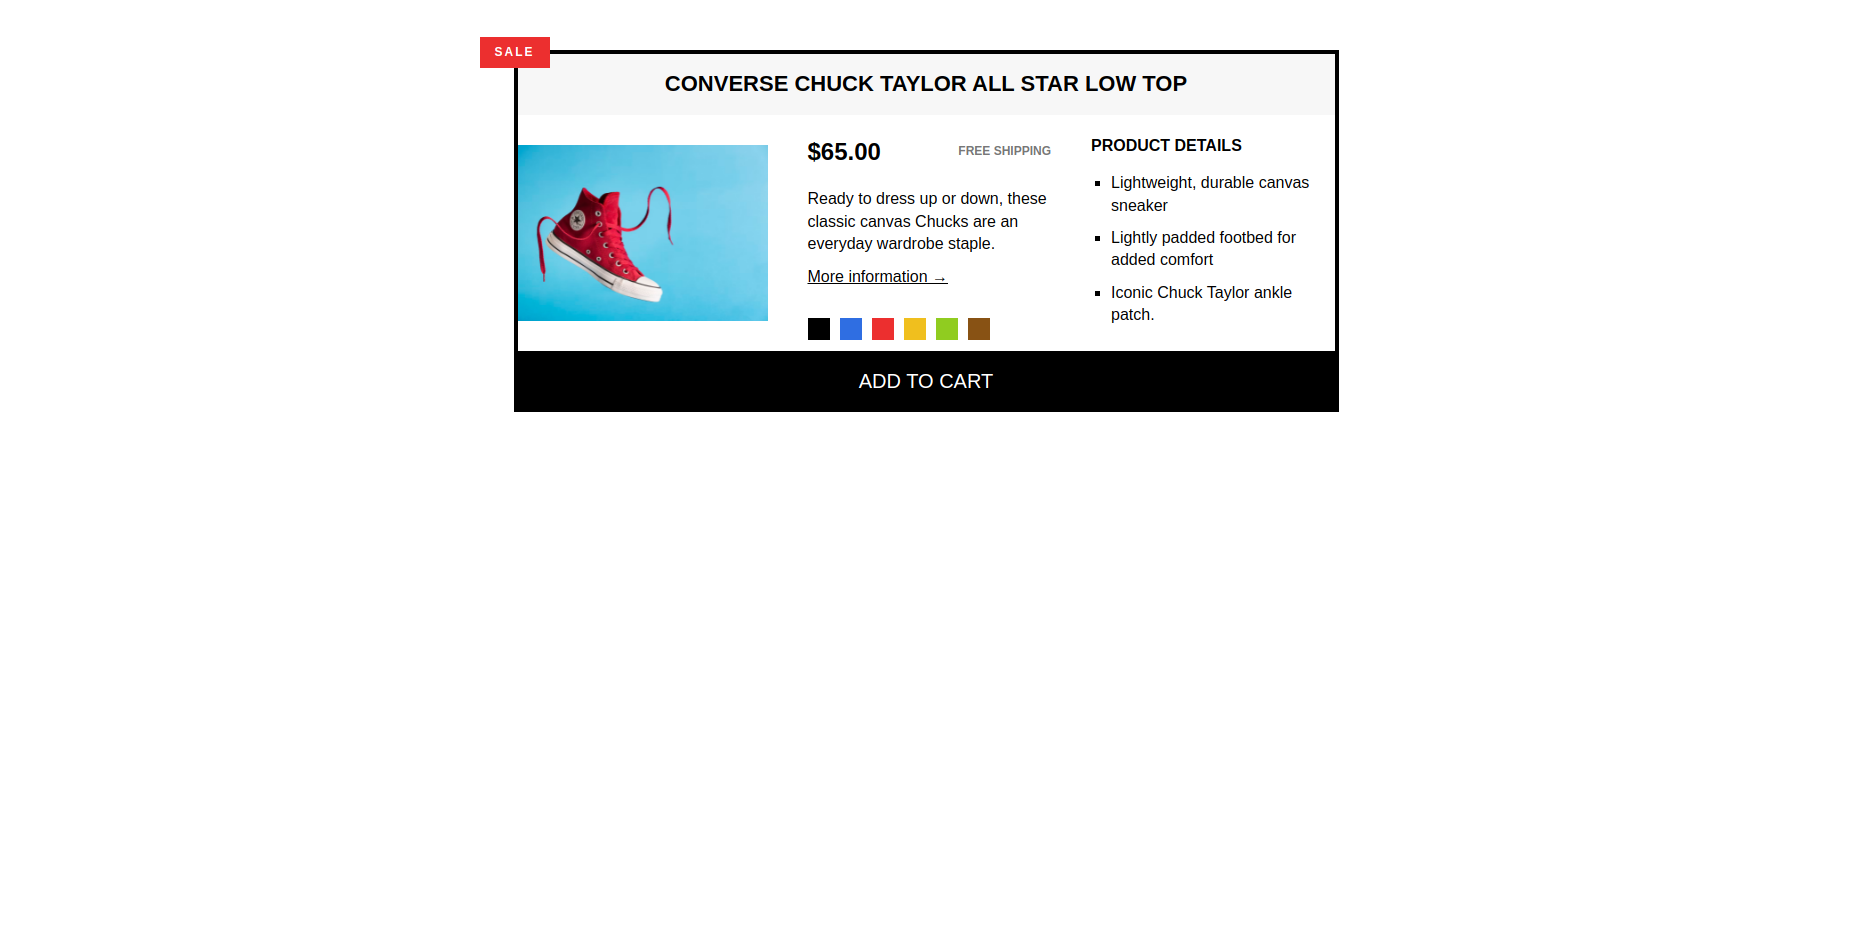 SALE
CONVERSE CHUCK TAYLOR ALL STAR LOW TOP
$65.00
FREE SHIPPING
Ready to dress up or down, these
classic canvas Chucks are an
everyday wardrobe staple.
More information →
PRODUCT DETAILS
Lightweight, durable canvas
sneaker
Lightly padded footbed for
added comfort
Iconic Chuck Taylor ankle
patch.
ADD TO CART